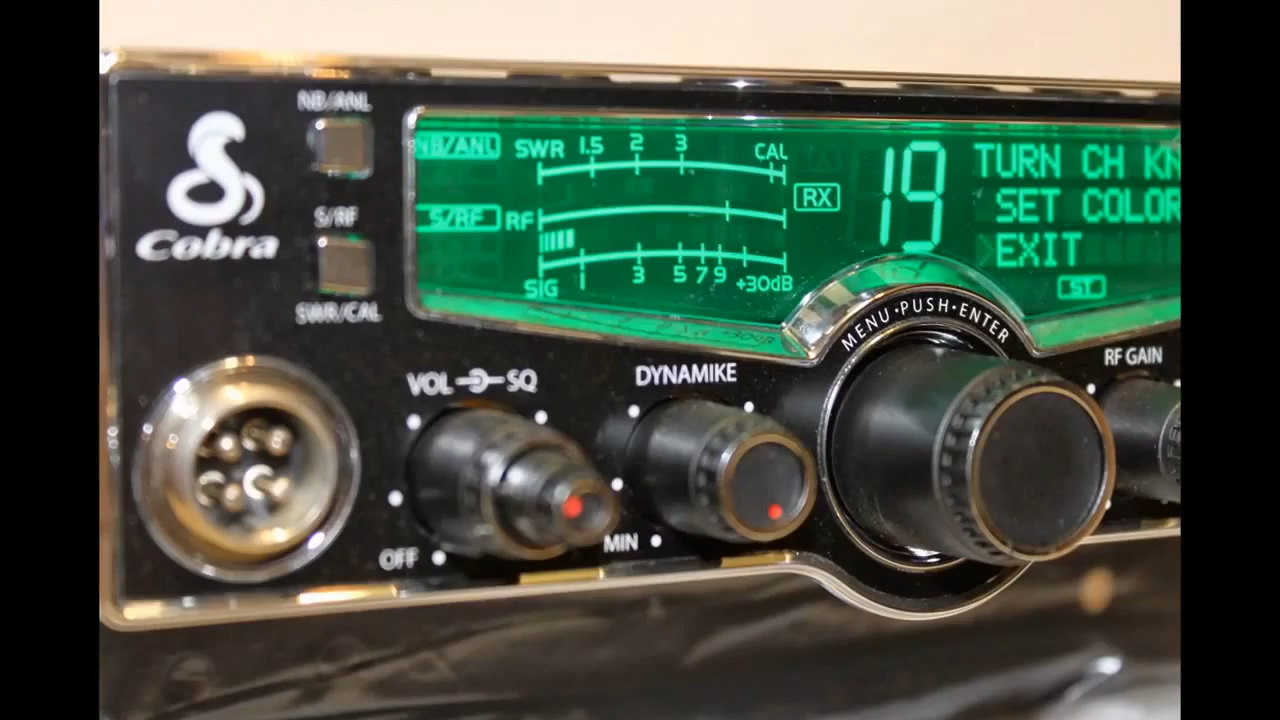 NB/ANL
Cobra
S/RF
SWR/CAL
NB/ANL
SWR 1.5 2 3 CAL
S/RF RF
SIG 1 3 5 7 9 +30dB
RX
19
TURN CH KN
SET COLOR
EXIT
ST
MENU•PUSH•ENTER
VOL SQ
OFF
DYNAMIKE
MIN
RF GAIN